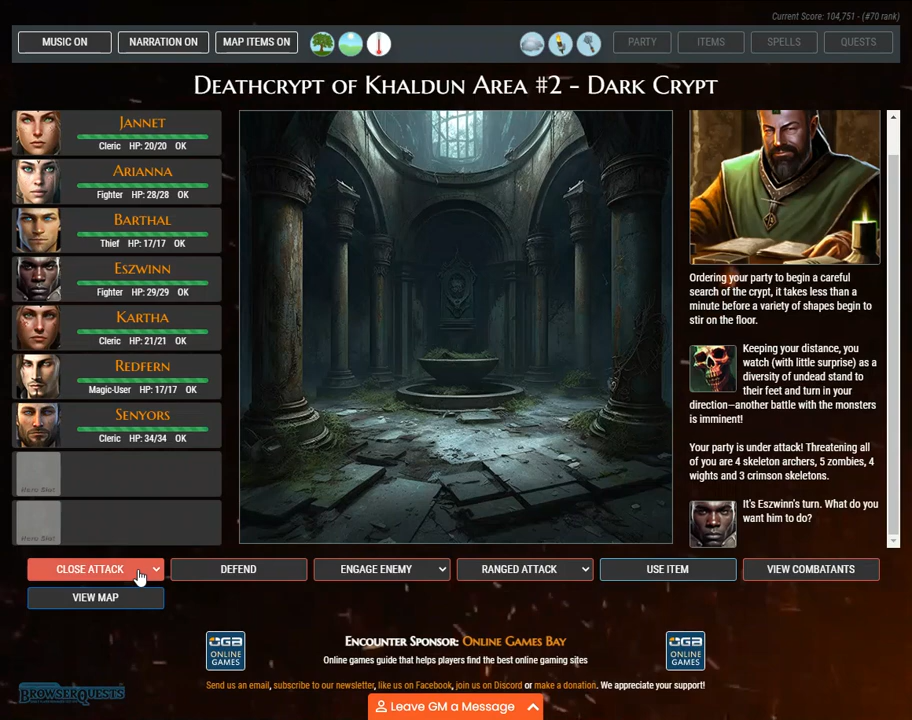 Current Score: 104,751 - (#70 rank)
MUSIC ON
NARRATION ON
MAP ITEMS ON
PARTY
ITEMS
SPELLS
QUESTS
Deathcrypt of Khaldun Area #2 - Dark Crypt
Jannet
Cleric HP: 20/20 OK
Arianna
Fighter HP: 28/28 OK
Barthal
Thief HP: 17/17 OK
Eszwinn
Fighter HP: 29/29 OK
Kartha
Cleric HP: 21/21 OK
Redfern
Magic-User HP: 17/17 OK
Senyors
Cleric HP: 34/34 OK
Hero Slot
Hero Slot
Ordering your party to begin a careful
search of the crypt, it takes less than a
minute before a variety of shapes begin to
stir on the floor.
Keeping your distance, you
watch (with little surprise) as a
diversity of undead stand to
their feet and turn in your
direction—another battle with the monsters
is imminent!
Your party is under attack! Threatening all
of you are 4 skeleton archers, 5 zombies, 4
wights and 3 crimson skeletons.
It's Eszwinn's turn. What do you
want him to do?
CLOSE ATTACK
DEFEND
ENGAGE ENEMY
RANGED ATTACK
USE ITEM
VIEW COMBATANTS
VIEW MAP
OGB
ONLINE
GAMES
Encounter Sponsor: Online Games Bay
Online games guide that helps players find the best online gaming sites
OGB
ONLINE
GAMES
Send us an email, subscribe to our newsletter, like us on Facebook, join us on Discord or make a donation. We appreciate your support!
BrowserQuests
Leave GM a Message